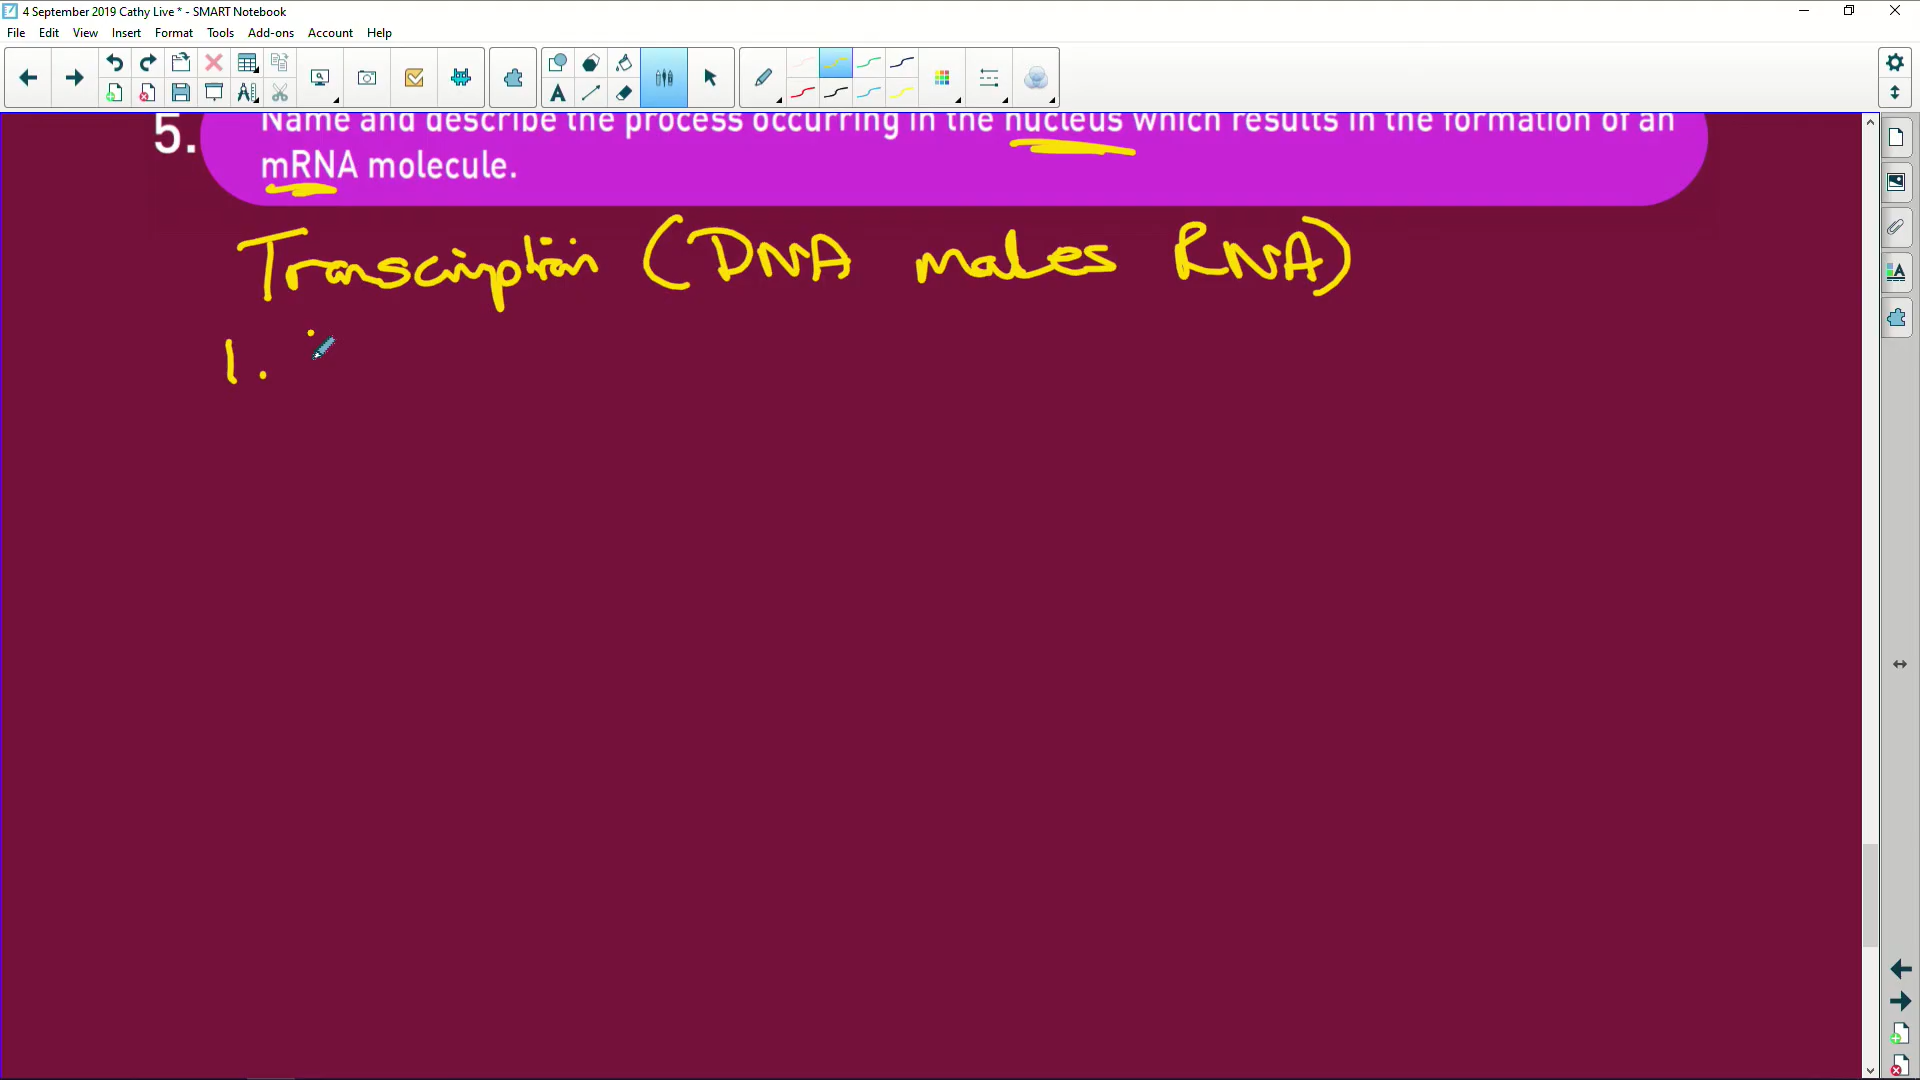 4 September 2019 Cathy Live * - SMART Notebook
File Edit View Insert Format Tools Add-ons Account Help
5. Name and describe the process occurring in the nucleus which results in the formation of an
mRNA molecule.
Transcription (DNA makes RNA)
1.